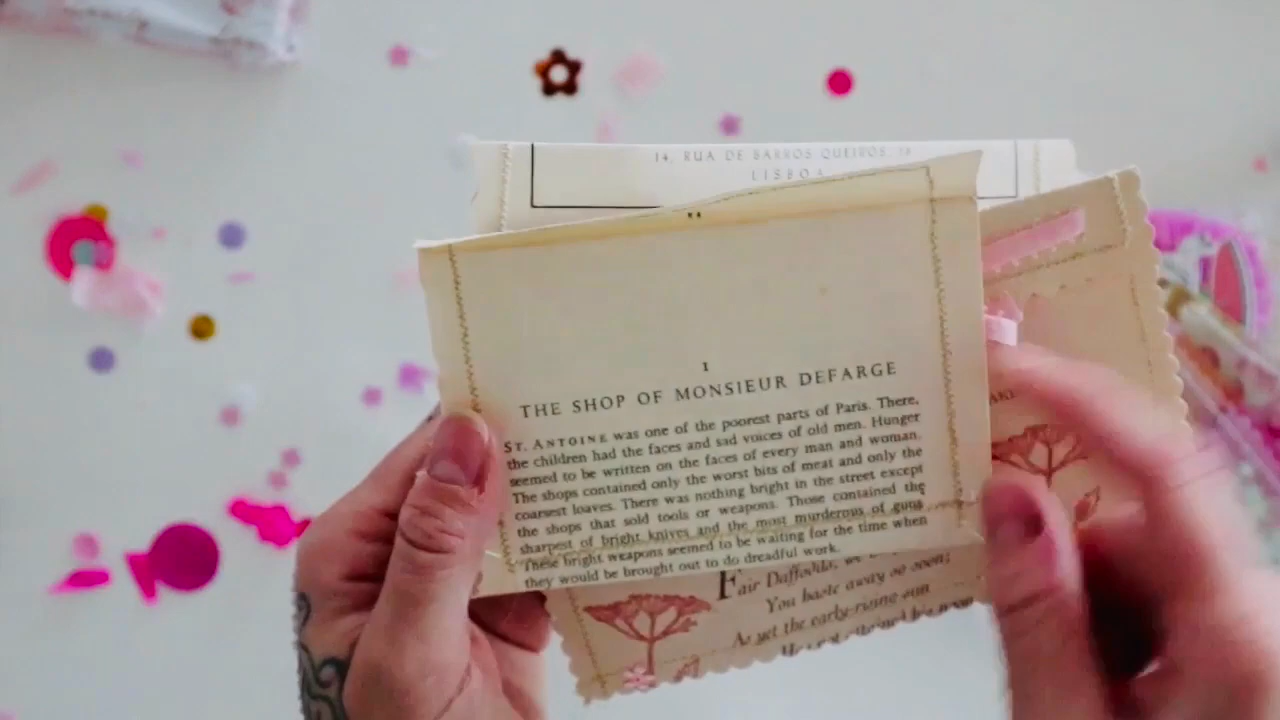 14, RUA DE BARROS QUEIROS,
LISBOA
I
THE SHOP OF MONSIEUR DEFARGE
ST. ANTOINE was one of the poorest parts of Paris. There,
the children had the faces and sad voices of old men. Hunger
seemed to be written on the faces of every man and woman.
The shops contained only the worst bits of meat and only the
coarsest loaves. There was nothing bright in the street except
the shops that sold tools or weapons. Those contained the
sharpest of bright knives and the most murderous of guns.
These bright weapons seemed to be waiting for the time when
they would be brought out to do dreadful work.
Fair Daffodils, we
You haste away so soon;
As yet the early-rising sun